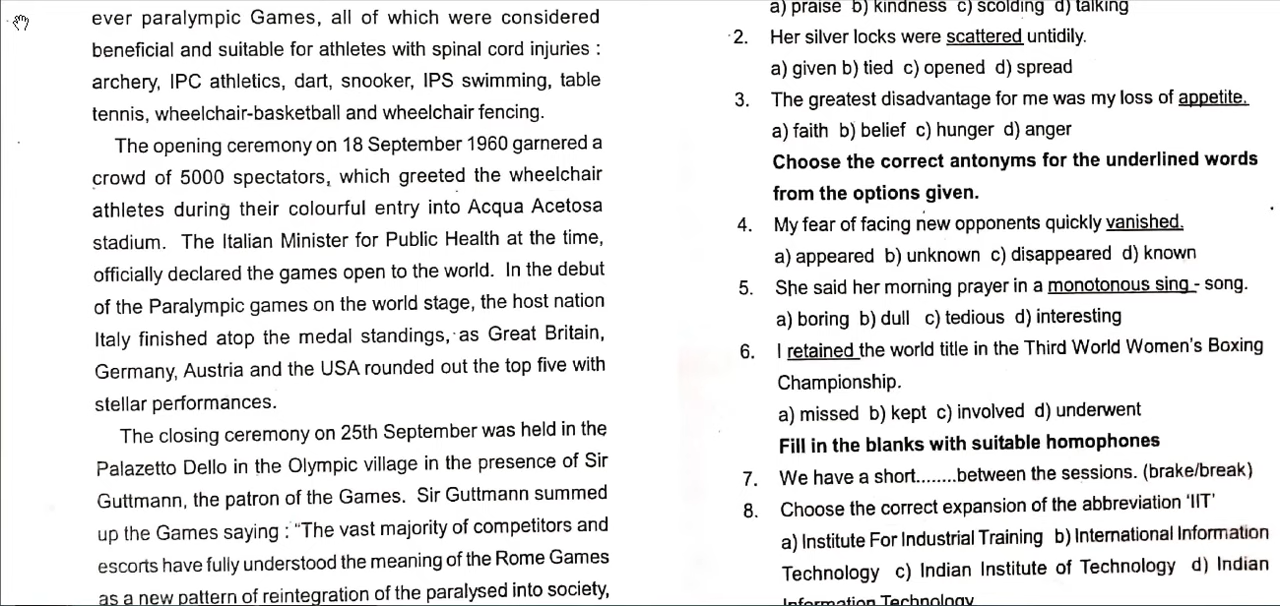 ever paralympic Games, all of which were considered
beneficial and suitable for athletes with spinal cord injuries :
archery, IPC athletics, dart, snooker, IPS swimming, table
tennis, wheelchair-basketball and wheelchair fencing.
The opening ceremony on 18 September 1960 garnered a
crowd of 5000 spectators, which greeted the wheelchair
athletes during their colourful entry into Acqua Acetosa
stadium. The Italian Minister for Public Health at the time,
officially declared the games open to the world. In the debut
of the Paralympic games on the world stage, the host nation
Italy finished atop the medal standings, as Great Britain,
Germany, Austria and the USA rounded out the top five with
stellar performances.
The closing ceremony on 25th September was held in the
Palazetto Dello in the Olympic village in the presence of Sir
Guttmann, the patron of the Games. Sir Guttmann summed
up the Games saying : "The vast majority of competitors and
escorts have fully understood the meaning of the Rome Games
as a new pattern of reintegration of the paralysed into society,
a) praise b) kindness c) scolding d) talking
2. Her silver locks were scattered untidily.
a) given b) tied c) opened d) spread
3. The greatest disadvantage for me was my loss of appetite.
a) faith b) belief c) hunger d) anger
Choose the correct antonyms for the underlined words
from the options given.
4. My fear of facing new opponents quickly vanished.
a) appeared b) unknown c) disappeared d) known
5. She said her morning prayer in a monotonous sing - song.
a) boring b) dull c) tedious d) interesting
6. I retained the world title in the Third World Women's Boxing
Championship.
a) missed b) kept c) involved d) underwent
Fill in the blanks with suitable homophones
7. We have a short........between the sessions. (brake/break)
8. Choose the correct expansion of the abbreviation 'IIT'
a) Institute For Industrial Training b) International Information
Technology c) Indian Institute of Technology d) Indian
Information Technology